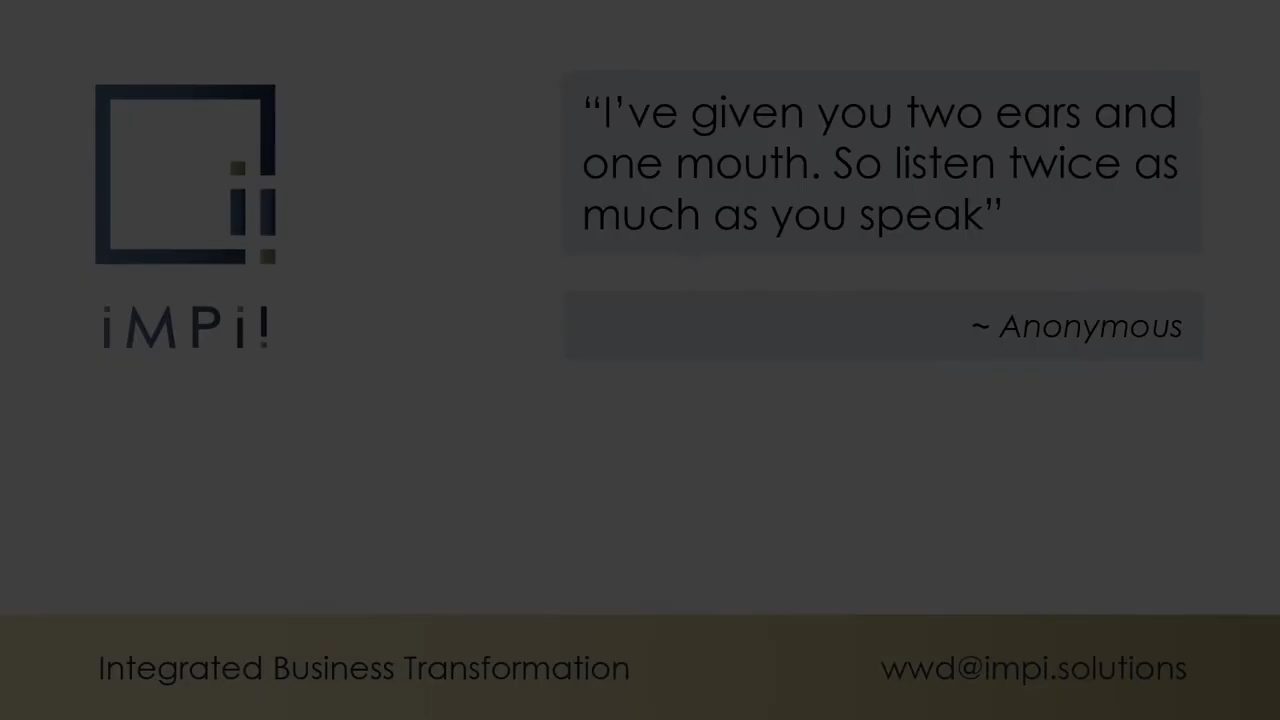 iMPi!
“I’ve given you two ears and
one mouth. So listen twice as
much as you speak”
~ Anonymous
Integrated Business Transformation
wwd@impi.solutions